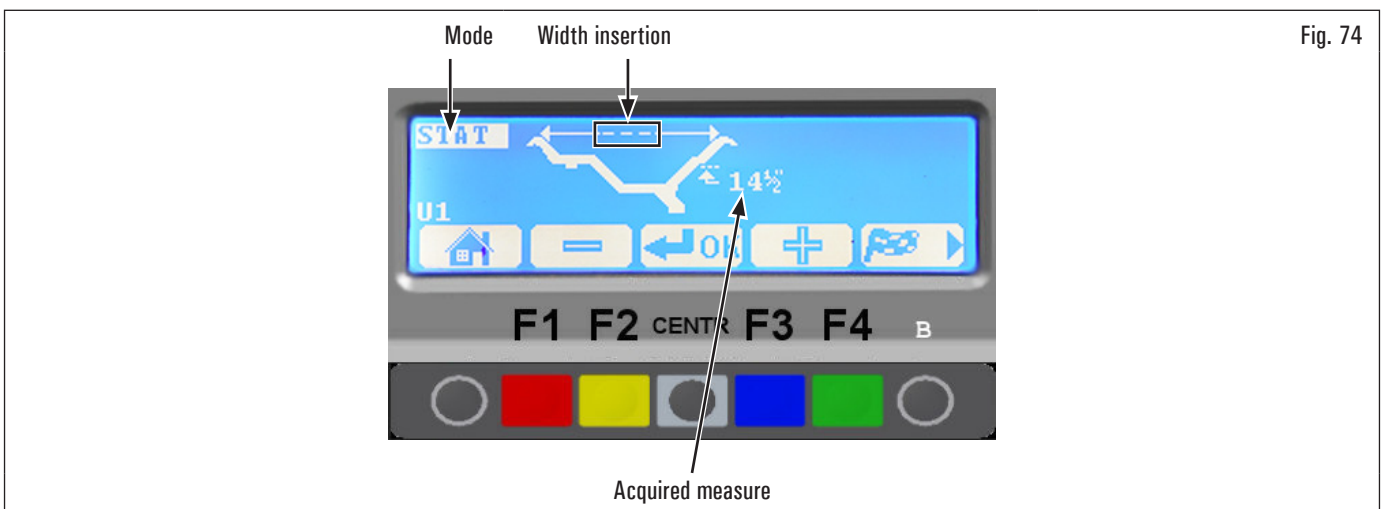 Mode Width insertion Fig. 74
STAT
14½"
U1
OK
F1 F2 CENTR F3 F4 B
Acquired measure